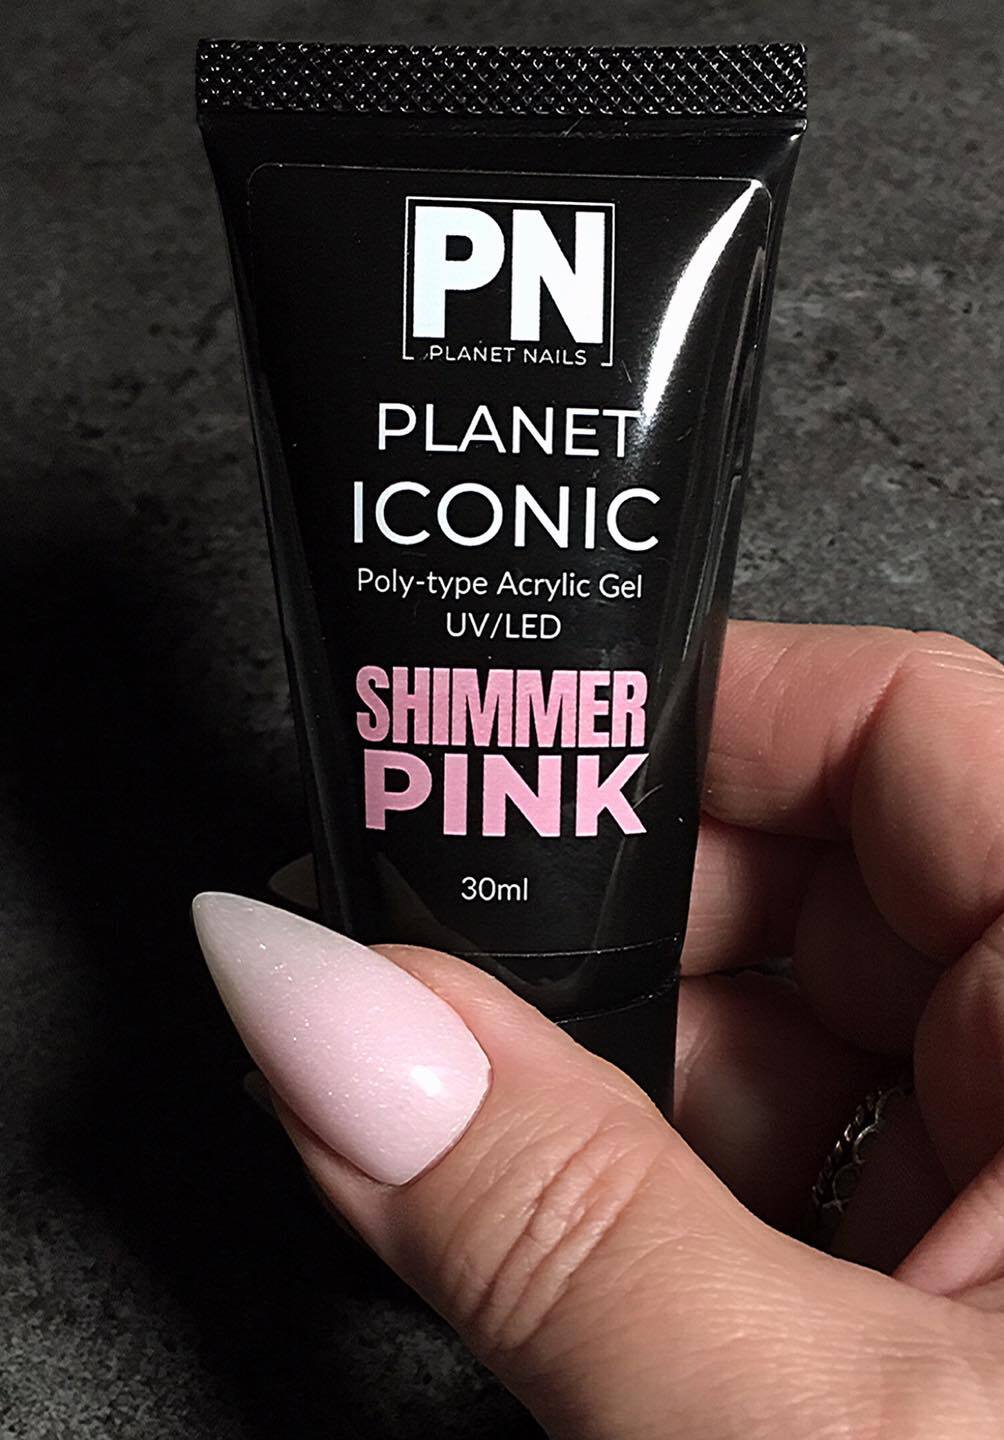 PN
PLANET NAILS
PLANET
ICONIC
Poly-type Acrylic Gel
UV/LED
SHIMMER
PINK
30ml